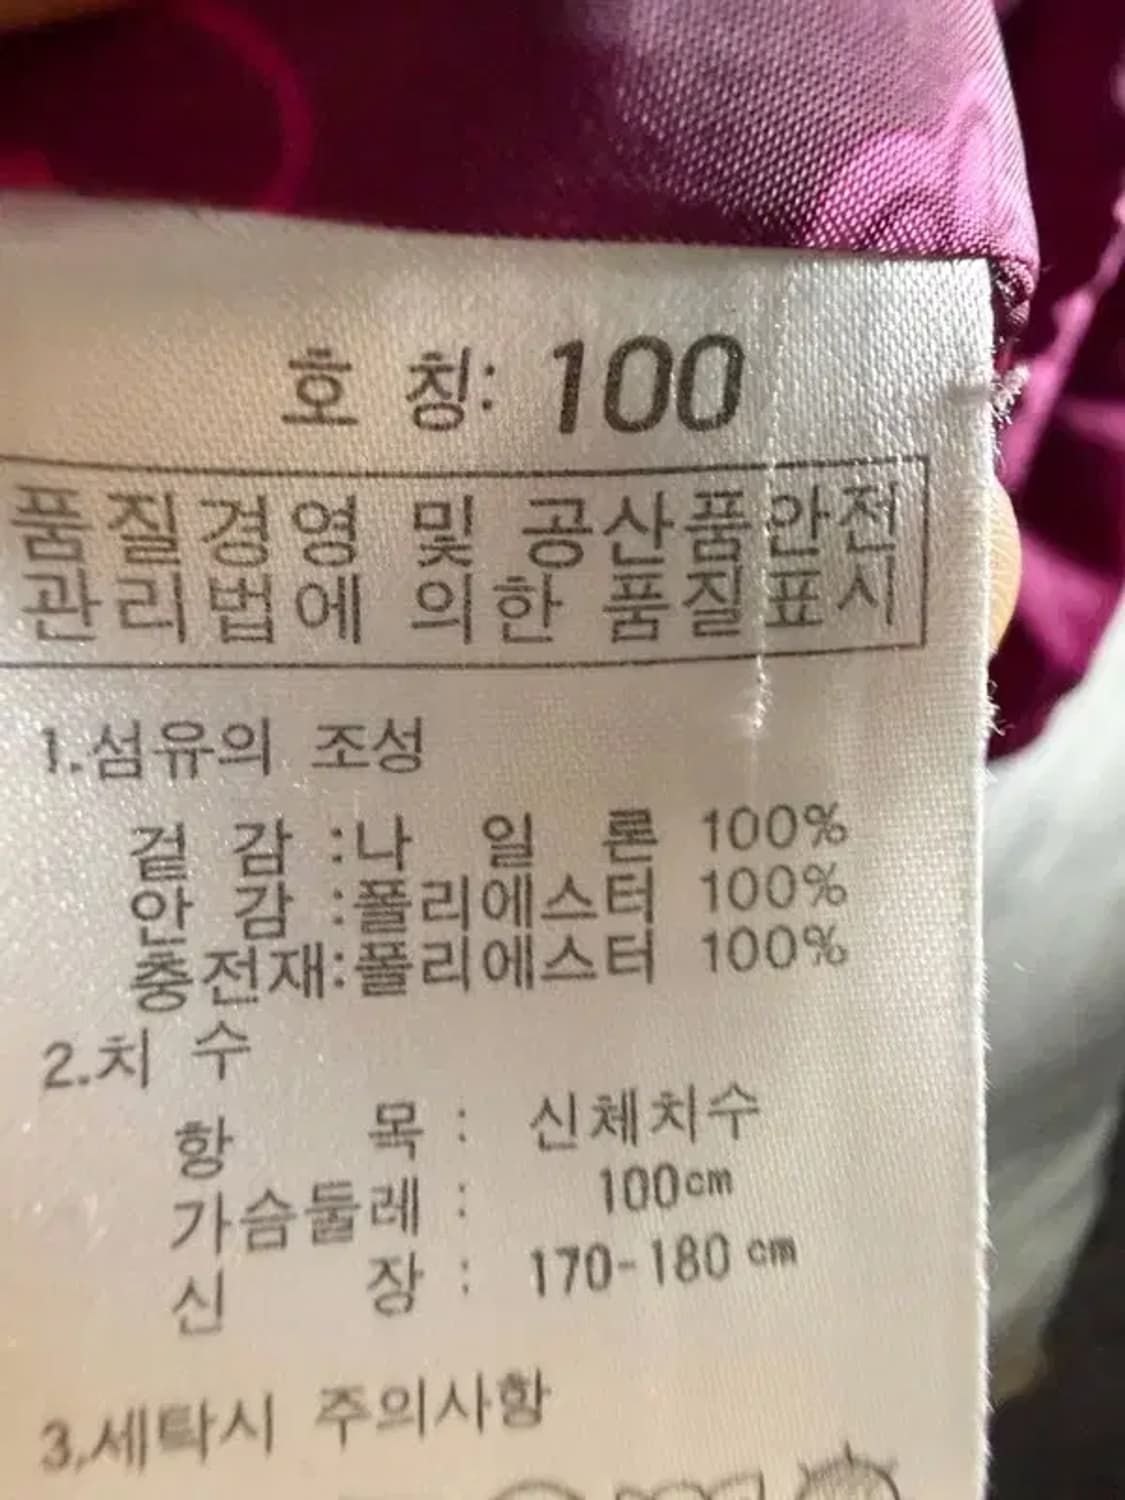 호 칭: 100
품질경영 및 공산품안전
관리법에 의한 품질표시
1.섬유의 조성
겉 감 :나 일 론 100%
안 감 :폴리에스터 100%
충전재:폴리에스터 100%
2.치 수
항 목 : 신체치수
가슴둘레 : 100cm
신 장 : 170-180 cm
3.세탁시 주의사항